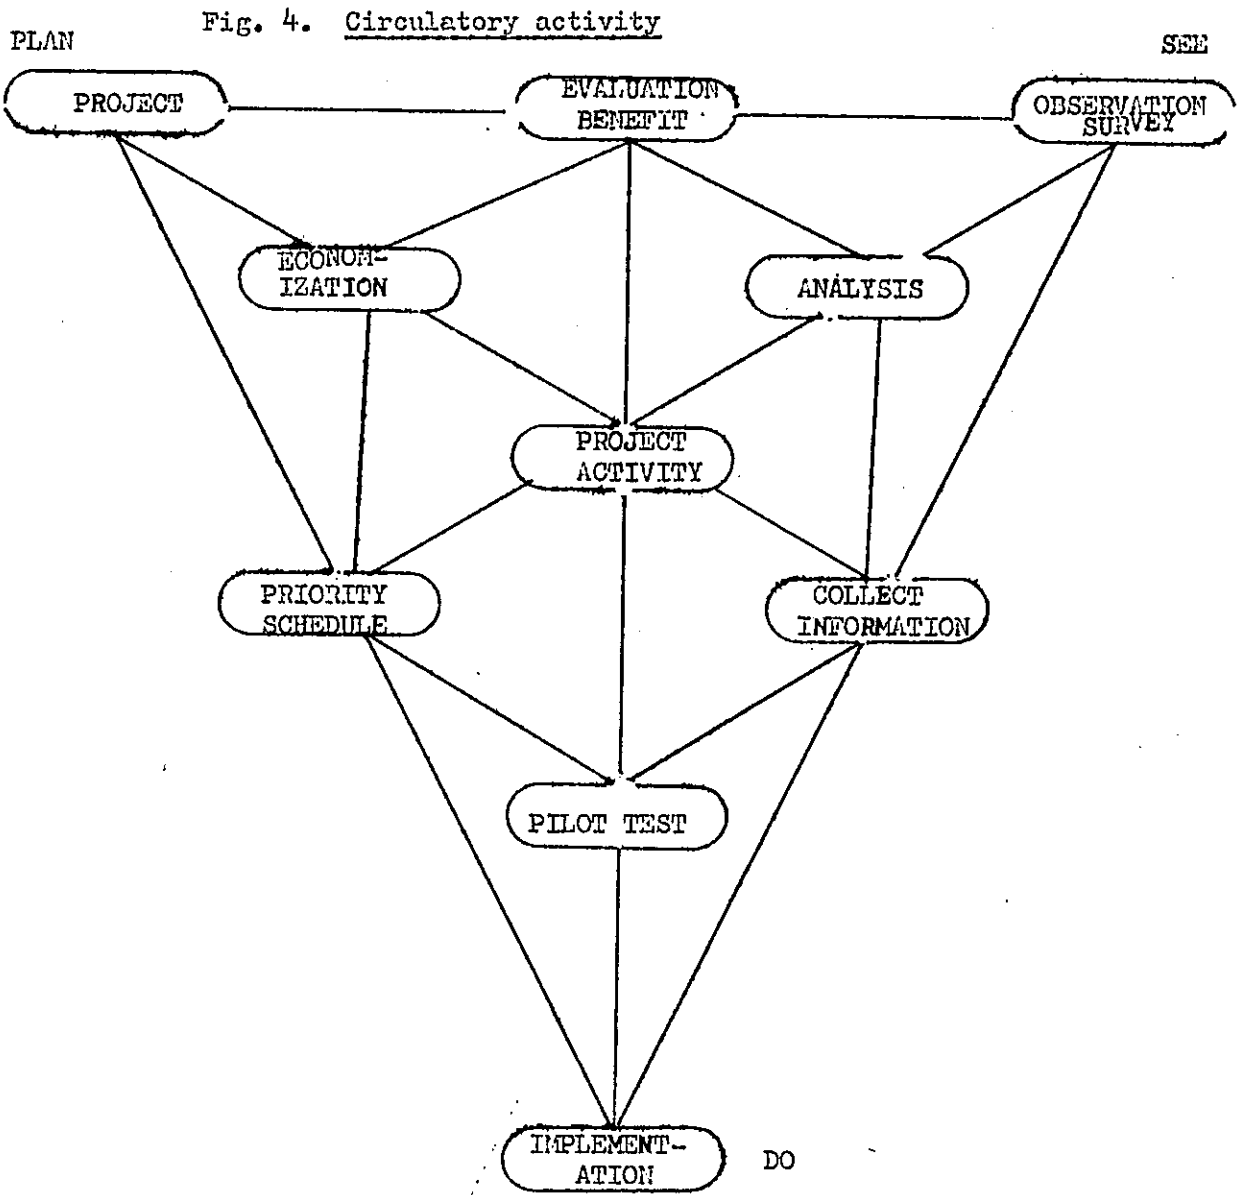 Fig. 4. Circulatory activity
PLAN
SEE
PROJECT
EVALUATION
BENEFIT
OBSERVATION
SURVEY
ECONOM-
IZATION
ANALYSIS
PROJECT
ACTIVITY
PRIORITY
SCHEDULE
COLLECT
INFORMATION
PILOT TEST
IMPLEMENT-
ATION
DO